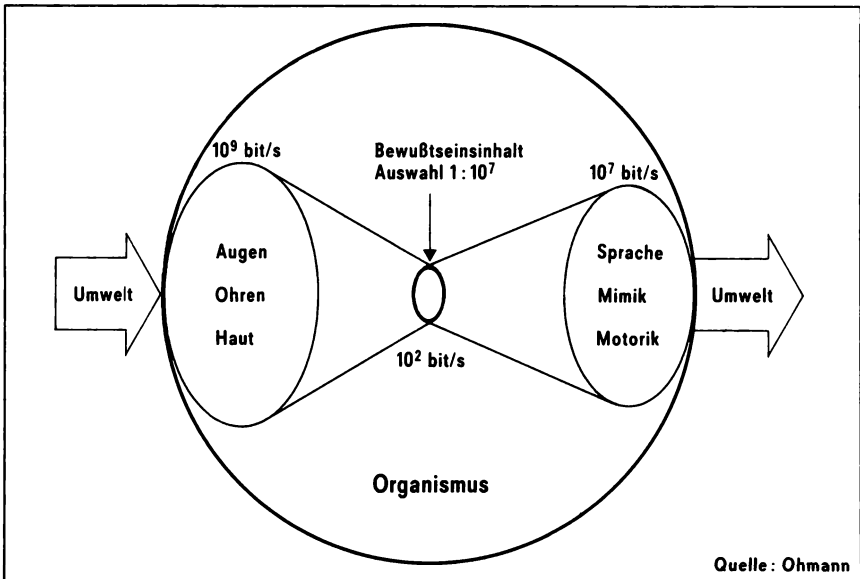 10⁹ bit/s
Bewußtseinsinhalt
Auswahl 1 : 10⁷
10⁷ bit/s
Umwelt
Augen
Ohren
Haut
Sprache
Mimik
Motorik
Umwelt
10² bit/s
Organismus
Quelle: Ohmann